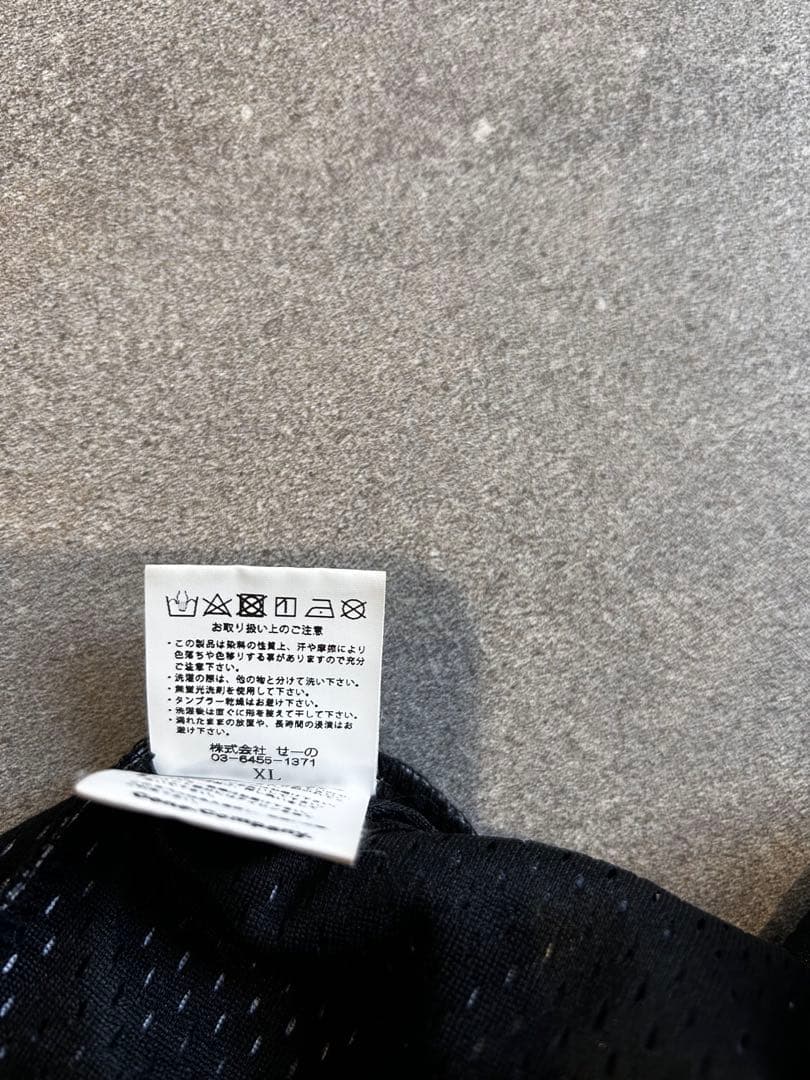 お取り扱い上のご注意
・この製品は染料の性質上、汗や摩擦により
色落ちや色移りする事がありますので充分
ご注意下さい。
・洗濯の際は、他の物と分けて洗い下さい。
・無蛍光洗剤を使用して下さい。
・タンブラー乾燥はお避け下さい。
・洗濯後は直ぐに形を整えて干して下さい。
・濡れたままの放置や、長時間の浸漬はお
避け下さい。
株式会社 せーの
03-6455-1371
XL